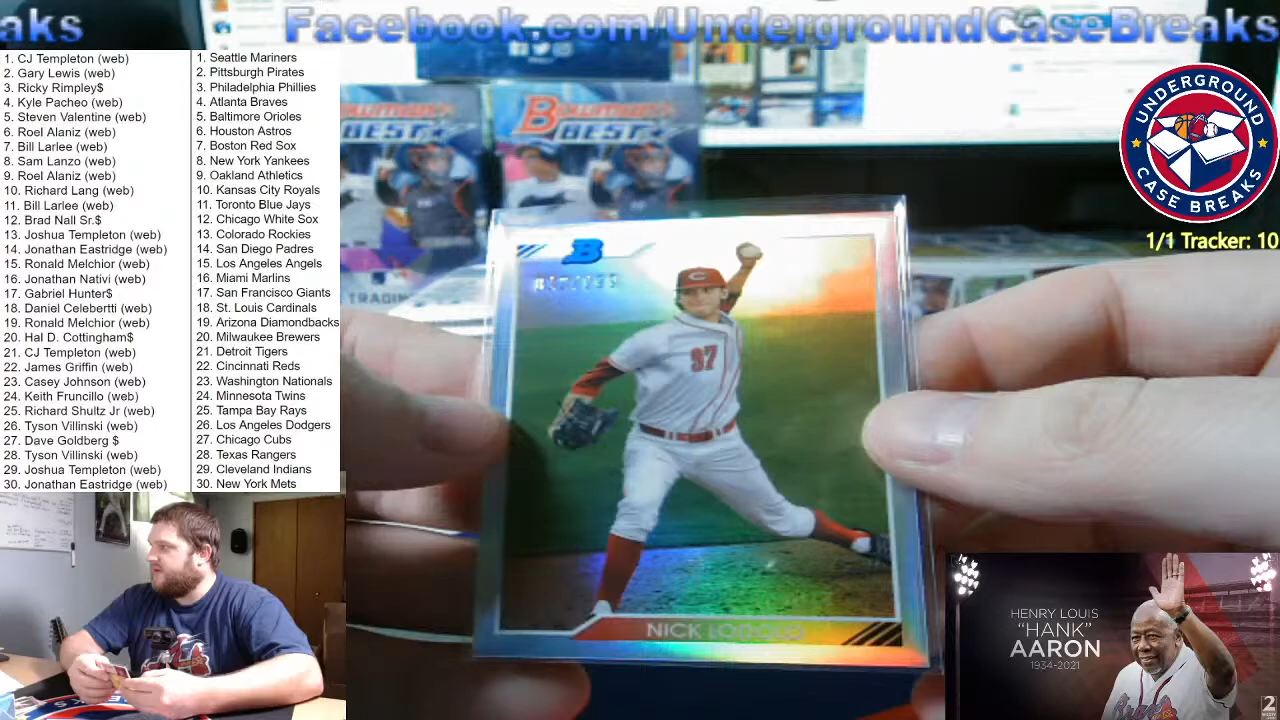 aks Facebook.com/UndergroundCaseBreaks
1. CJ Templeton (web)
2. Gary Lewis (web)
3. Ricky Rimpley$
4. Kyle Pacheo (web)
5. Steven Valentine (web)
6. Roel Alaniz (web)
7. Bill Larlee (web)
8. Sam Lanzo (web)
9. Roel Alaniz (web)
10. Richard Lang (web)
11. Bill Larlee (web)
12. Brad Nall Sr.$
13. Joshua Templeton (web)
14. Jonathan Eastridge (web)
15. Ronald Melchior (web)
16. Jonathan Nativi (web)
17. Gabriel Hunter$
18. Daniel Celebertti (web)
19. Ronald Melchior (web)
20. Hal D. Cottingham$
21. CJ Templeton (web)
22. James Griffin (web)
23. Casey Johnson (web)
24. Keith Fruncillo (web)
25. Richard Shultz Jr (web)
26. Tyson Villinski (web)
27. Dave Goldberg $
28. Tyson Villinski (web)
29. Joshua Templeton (web)
30. Jonathan Eastridge (web)
1. Seattle Mariners
2. Pittsburgh Pirates
3. Philadelphia Phillies
4. Atlanta Braves
5. Baltimore Orioles
6. Houston Astros
7. Boston Red Sox
8. New York Yankees
9. Oakland Athletics
10. Kansas City Royals
11. Toronto Blue Jays
12. Chicago White Sox
13. Colorado Rockies
14. San Diego Padres
15. Los Angeles Angels
16. Miami Marlins
17. San Francisco Giants
18. St. Louis Cardinals
19. Arizona Diamondbacks
20. Milwaukee Brewers
21. Detroit Tigers
22. Cincinnati Reds
23. Washington Nationals
24. Minnesota Twins
25. Tampa Bay Rays
26. Los Angeles Dodgers
27. Chicago Cubs
28. Texas Rangers
29. Cleveland Indians
30. New York Mets
BOWMAN'S
BEST
BOWMAN'S
BEST
B
C
37
NICK LODOLO
UNDERGROUND
CASE BREAKS
1/1 Tracker: 10
HENRY LOUIS
"HANK"
AARON
1934-2021
Braves
2